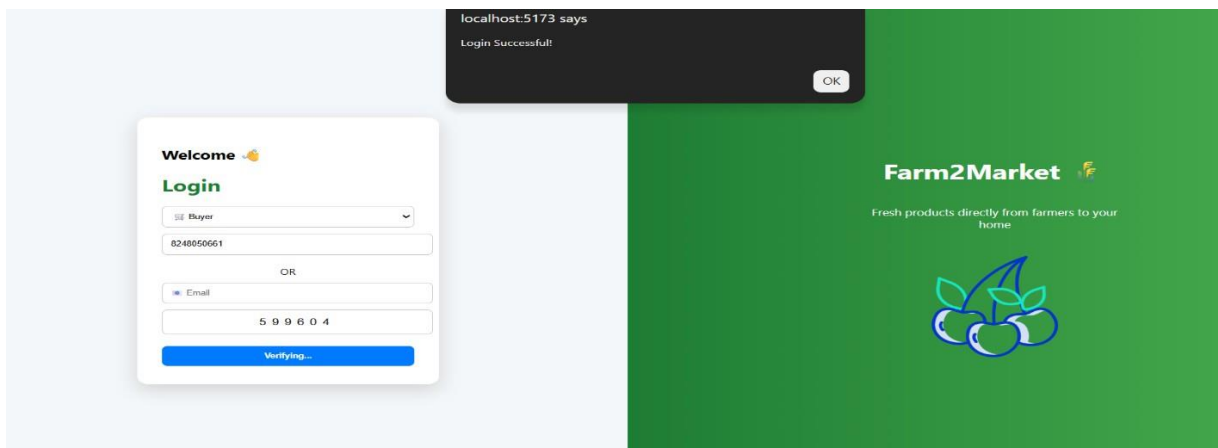 localhost:5173 says
Login Successful!
OK
Welcome 👋
Login
🛒 Buyer
8248050661
OR
📧 Email
5 9 9 6 0 4
Verifying...
Farm2Market 🌾
Fresh products directly from farmers to your
home